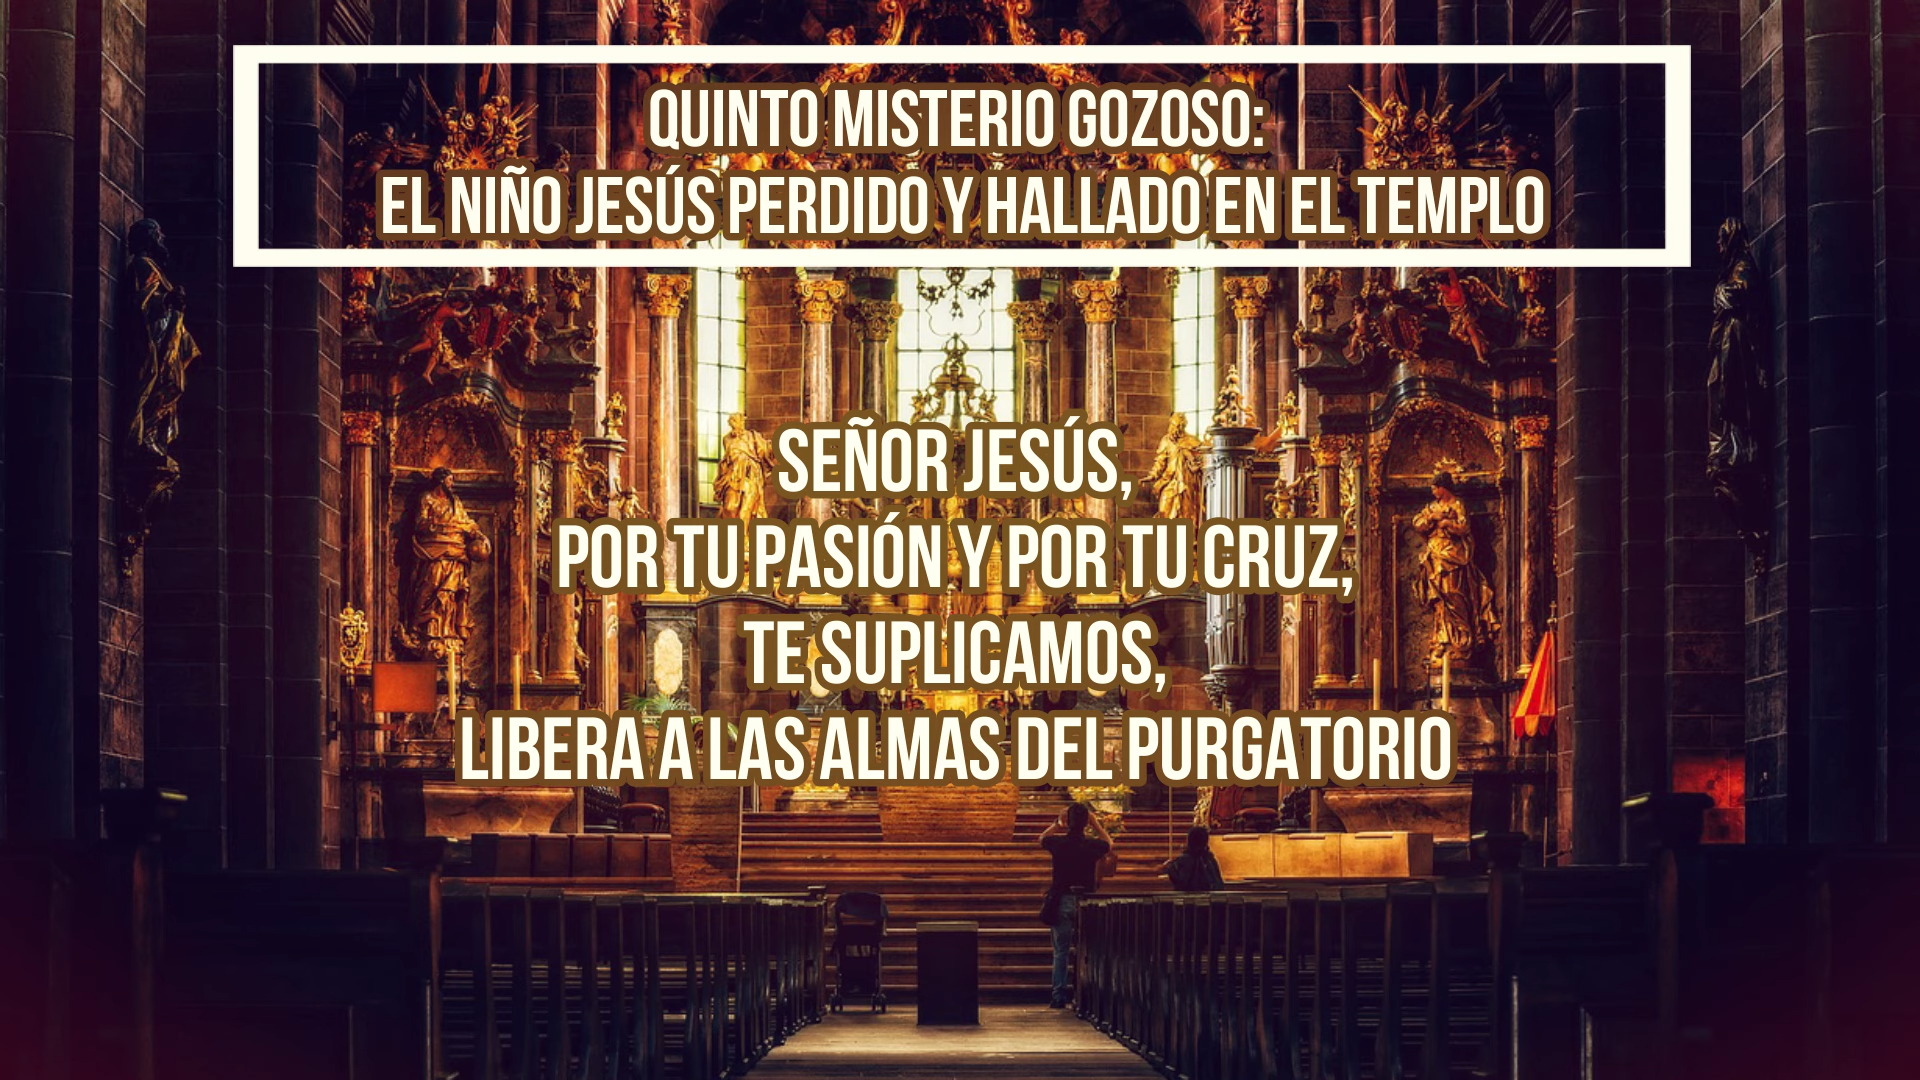 QUINTO MISTERIO GOZOSO:
EL NIÑO JESÚS PERDIDO Y HALLADO EN EL TEMPLO
SEÑOR JESÚS,
POR TU PASIÓN Y POR TU CRUZ,
TE SUPLICAMOS,
LIBERA A LAS ALMAS DEL PURGATORIO